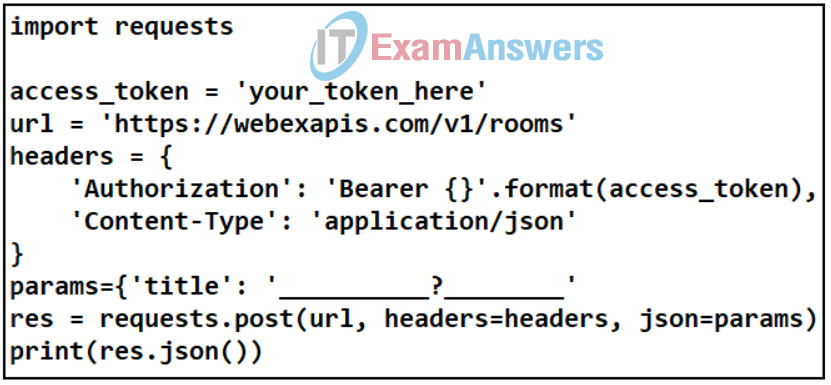 import requests
ITExamAnswers
access_token = 'your_token_here'
url = 'https://webexapis.com/v1/rooms'
headers = {
    'Authorization': 'Bearer {}'.format(access_token),
    'Content-Type': 'application/json'
}
params={'title': '__________?________'
res = requests.post(url, headers=headers, json=params)
print(res.json())